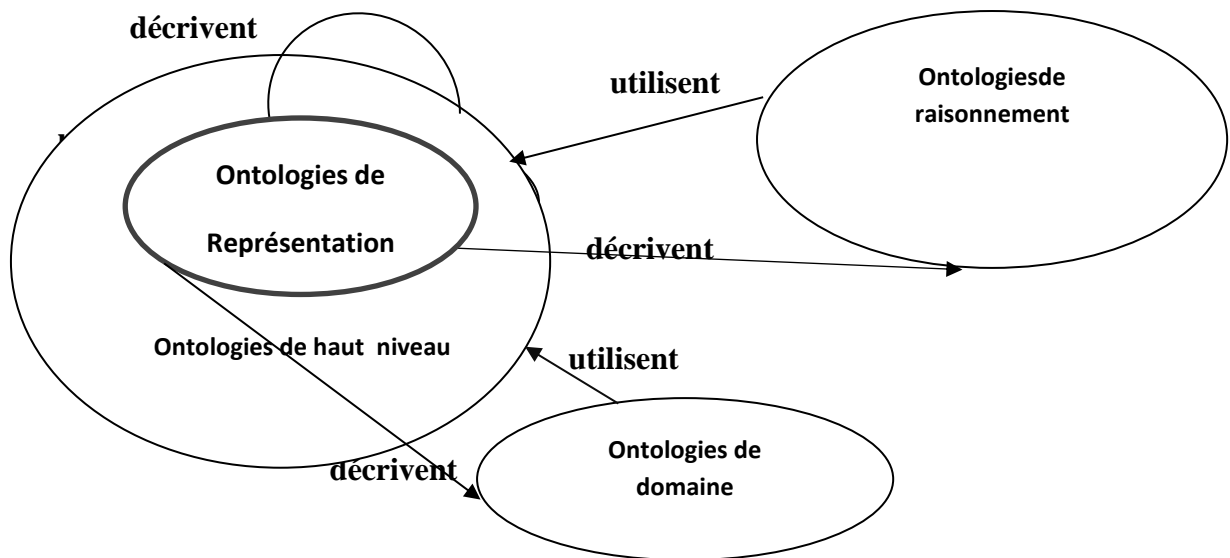 décrivent
utilisent
Ontologiesde
raisonnement
Ontologies de
Représentation
décrivent
Ontologies de haut niveau
utilisent
décrivent
Ontologies de
domaine